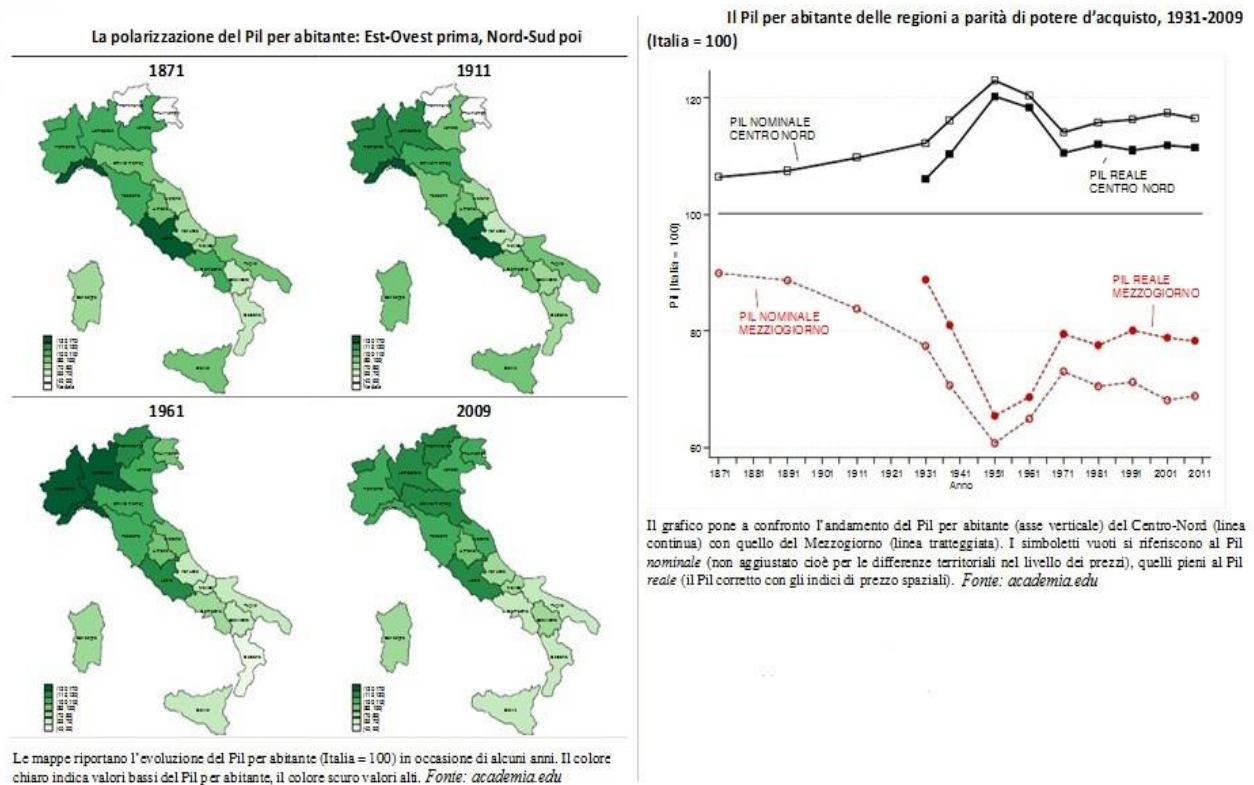 La polarizzazione del Pil per abitante: Est-Ovest prima, Nord-Sud poi
1871
1911
1961
2009
Le mappe riportano l'evoluzione del Pil per abitante (Italia = 100) in occasione di alcuni anni. Il colore
chiaro indica valori bassi del Pil per abitante, il colore scuro valori alti. Fonte: academia.edu
Il Pil per abitante delle regioni a parità di potere d'acquisto, 1931-2009
(Italia = 100)
Pil (Italia = 100)
120
100
80
60
PIL NOMINALE
CENTRO NORD
PIL REALE
CENTRO NORD
PIL REALE
MEZZOGIORNO
PIL NOMINALE
MEZZIOGIORNO
1871 1881 1891 1901 1911 1921 1931 1941 1951 1961 1971 1981 1991 2001 2011
Anno
Il grafico pone a confronto l'andamento del Pil per abitante (asse verticale) del Centro-Nord (linea
continua) con quello del Mezzogiorno (linea tratteggiata). I simboletti vuoti si riferiscono al Pil
nominale (non aggiustato cioè per le differenze territoriali nel livello dei prezzi), quelli pieni al Pil
reale (il Pil corretto con gli indici di prezzo spaziali). Fonte: academia.edu